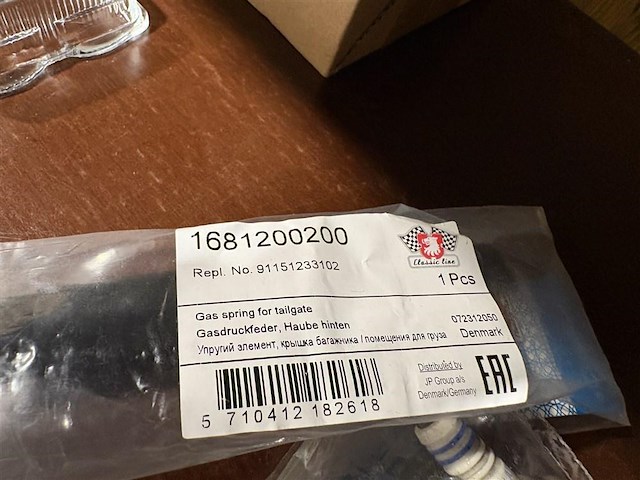 1681200200
Repl. No. 91151233102
Classic line
1 Pcs
Gas spring for tailgate
Gasdruckfeder, Haube hinten
Упругий элемент, крышка багажника / помещения для груза
072312050
Denmark
5 710412 182618
Distributed by
JP Group a/s
Denmark/Germany
EAC